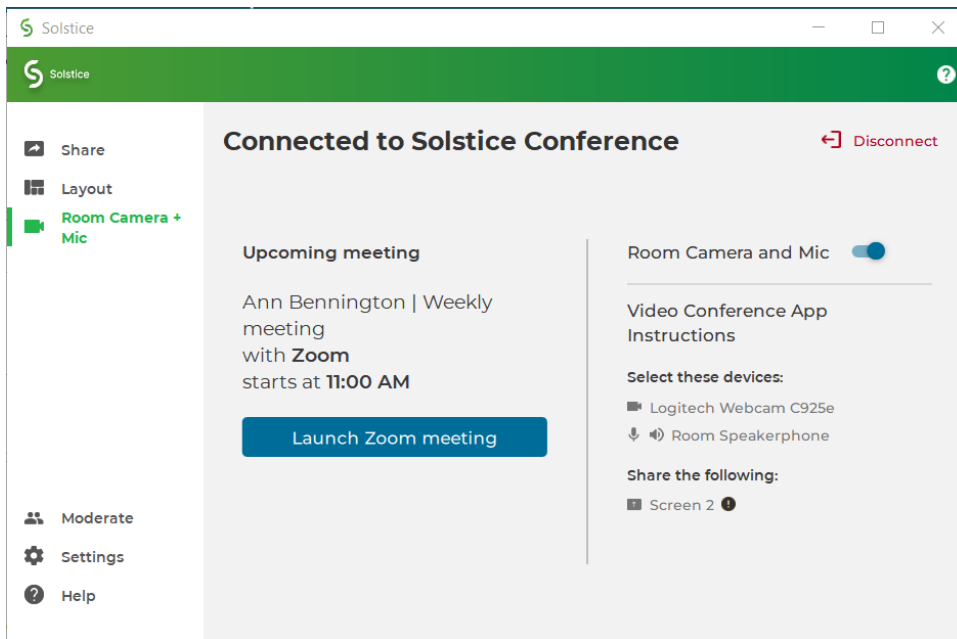 Solstice
Solstice
Share
Layout
Room Camera +
Mic
Moderate
Settings
Help
Connected to Solstice Conference
Disconnect
Upcoming meeting
Ann Bennington | Weekly
meeting
with Zoom
starts at 11:00 AM
Launch Zoom meeting
Room Camera and Mic
Video Conference App
Instructions
Select these devices:
Logitech Webcam C925e
Room Speakerphone
Share the following:
Screen 2